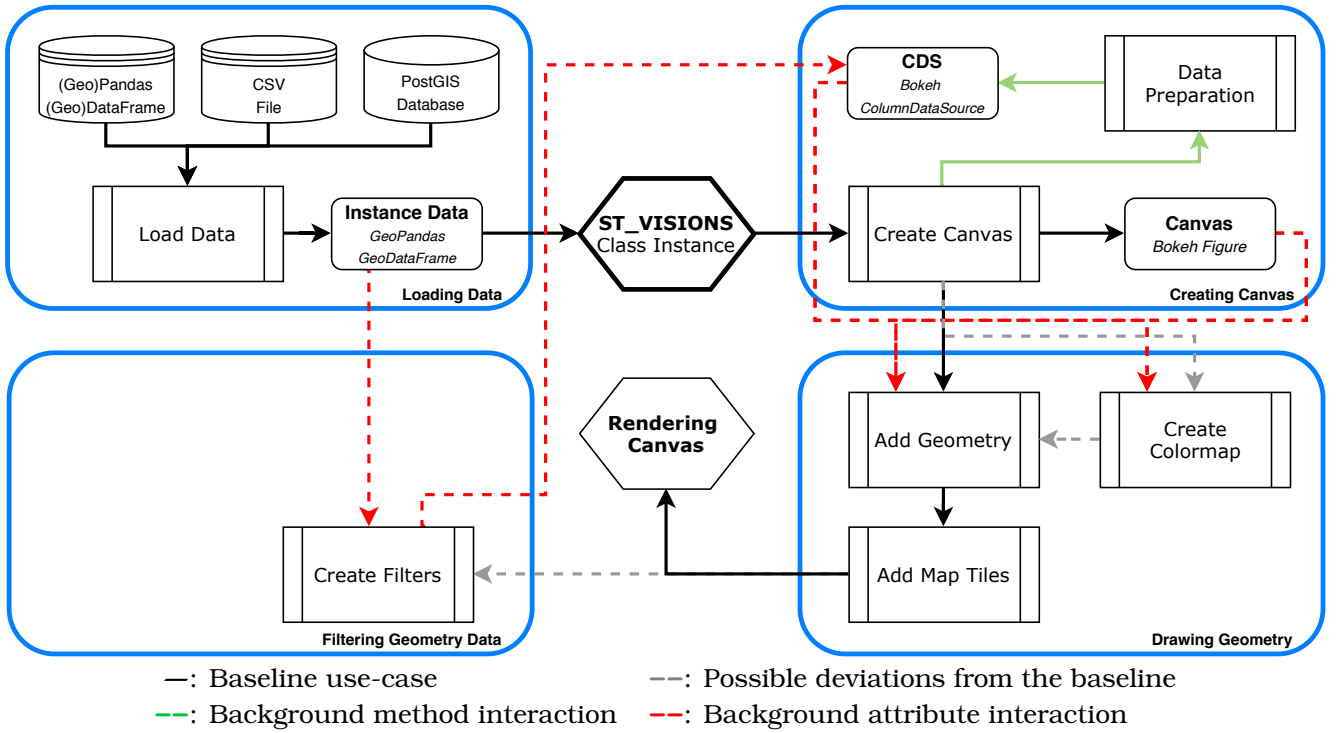 (Geo)Pandas
(Geo)DataFrame
CSV
File
PostGIS
Database
Load Data
Instance Data
GeoPandas
GeoDataFrame
Loading Data
ST_VISIONS
Class Instance
CDS
Bokeh
ColumnDataSource
Data
Preparation
Create Canvas
Canvas
Bokeh Figure
Creating Canvas
Create Filters
Filtering Geometry Data
Rendering
Canvas
Add Geometry
Create
Colormap
Add Map Tiles
Drawing Geometry
—: Baseline use-case
––: Possible deviations from the baseline
––: Background method interaction
––: Background attribute interaction